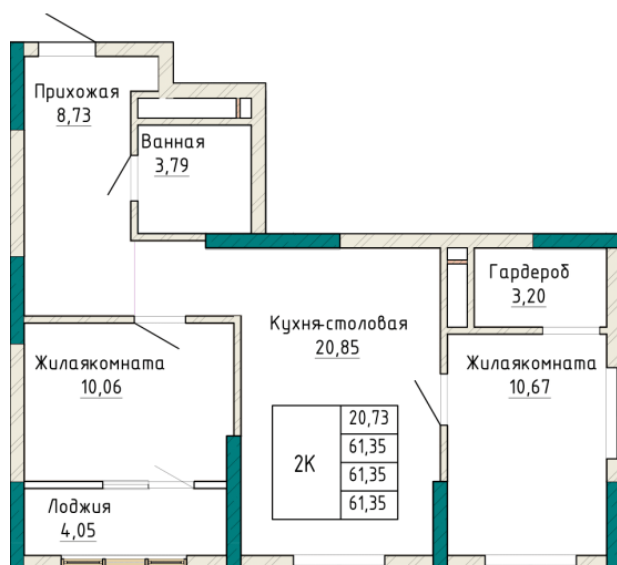 Прихожая
8,73
Ванная
3,79
Гардероб
3,20
Кухня-столовая
20,85
Жилаякомната
10,06
Жилаякомната
10,67
2К
20,73
61,35
61,35
61,35
Лоджия
4,05